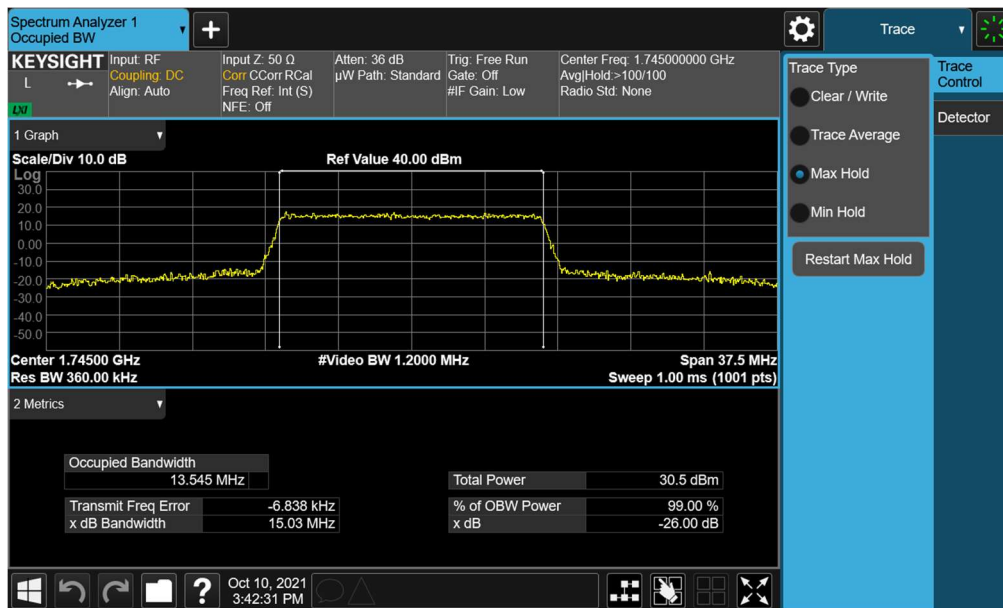 Spectrum Analyzer 1
Occupied BW
Trace
KEYSIGHT
L
LXI
Input: RF
Coupling: DC
Align: Auto
Input Z: 50 Ω
Corr CCorr RCal
Freq Ref: Int (S)
NFE: Off
Atten: 36 dB
µW Path: Standard
Trig: Free Run
Gate: Off
#IF Gain: Low
Center Freq: 1.745000000 GHz
Avg|Hold:>100/100
Radio Std: None
1 Graph
Scale/Div 10.0 dB
Ref Value 40.00 dBm
Log
30.0
20.0
10.0
0.00
-10.0
-20.0
-30.0
-40.0
-50.0
Center 1.74500 GHz
#Video BW 1.2000 MHz
Span 37.5 MHz
Res BW 360.00 kHz
Sweep 1.00 ms (1001 pts)
2 Metrics
Occupied Bandwidth
13.545 MHz
Total Power 30.5 dBm
Transmit Freq Error -6.838 kHz
% of OBW Power 99.00 %
x dB Bandwidth 15.03 MHz
x dB -26.00 dB
Trace Type
Clear / Write
Trace Average
Max Hold
Min Hold
Restart Max Hold
Trace
Control
Detector
?
Oct 10, 2021
3:42:31 PM